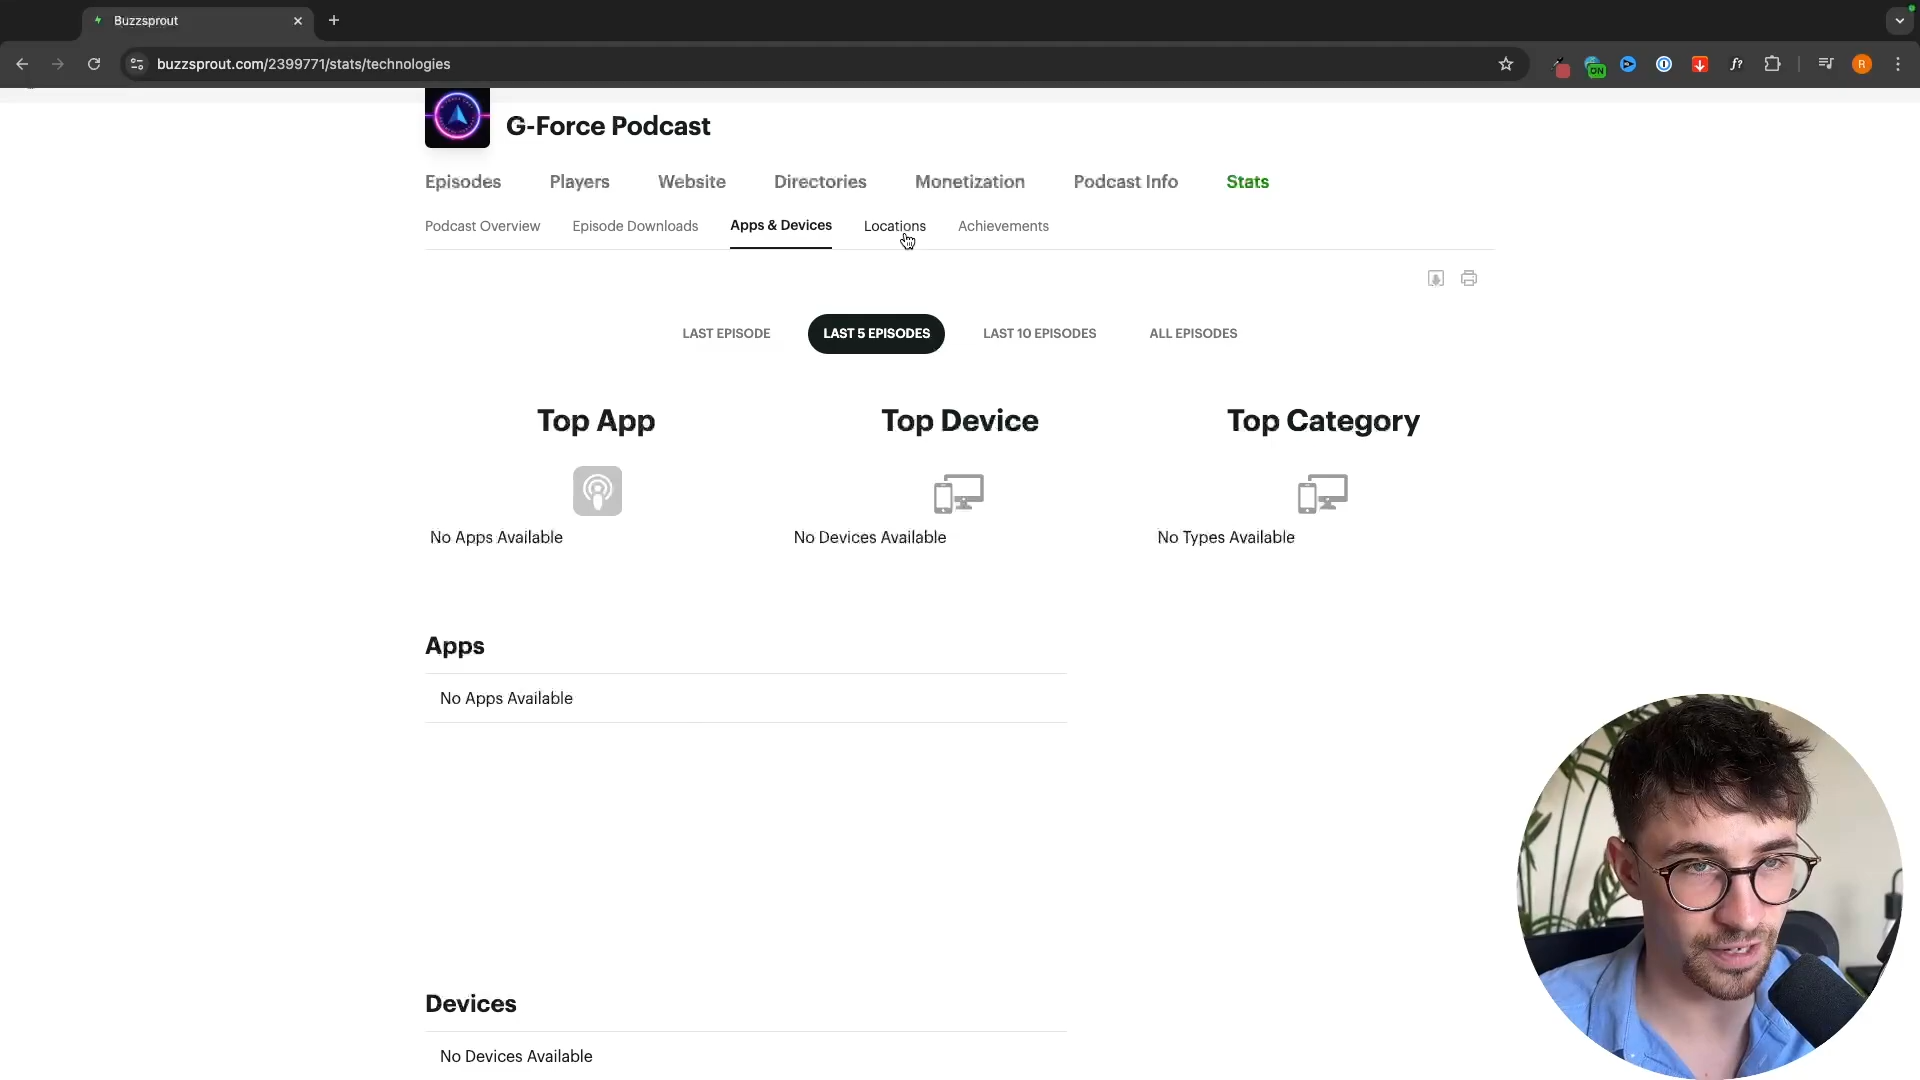 Buzzsprout
buzzsprout.com/2399771/stats/technologies
ON
f?
R
G-Force Podcast
Episodes Players Website Directories Monetization Podcast Info Stats
Podcast Overview Episode Downloads Apps & Devices Locations Achievements
LAST EPISODE LAST 5 EPISODES LAST 10 EPISODES ALL EPISODES
Top App Top Device Top Category
No Apps Available No Devices Available No Types Available
Apps
No Apps Available
Devices
No Devices Available